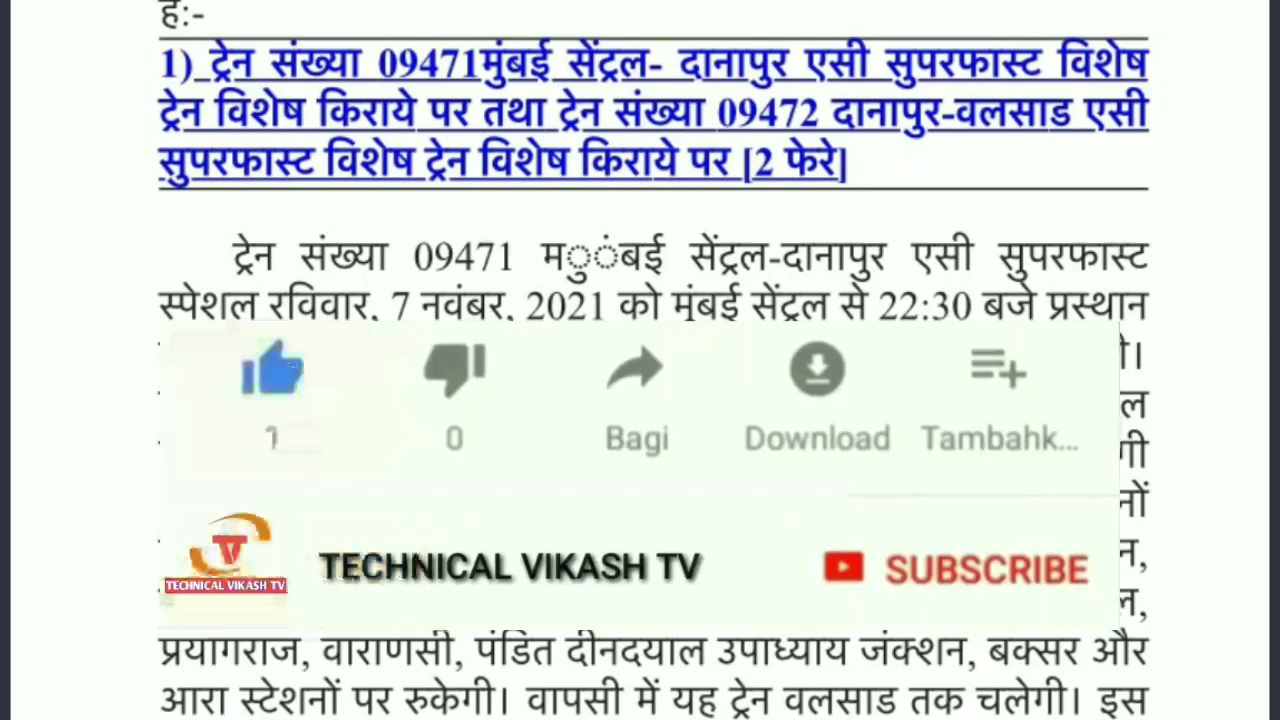 है:-
1) ट्रेन संख्या 09471मुंबई सेंट्रल- दानापुर एसी सुपरफास्ट विशेष
ट्रेन विशेष किराये पर तथा ट्रेन संख्या 09472 दानापुर-वलसाड एसी
सुपरफास्ट विशेष ट्रेन विशेष किराये पर [2 फेरे]
ट्रेन संख्या 09471 मुंबई सेंट्रल-दानापुर एसी सुपरफास्ट
स्पेशल रविवार, 7 नवंबर, 2021 को मुंबई सेंट्रल से 22:30 बजे प्रस्थान
1
0
Bagi
Download
Tambahk...
TECHNICAL VIKASH TV
TECHNICAL VIKASH TV
SUBSCRIBE
प्रयागराज, वाराणसी, पंडित दीनदयाल उपाध्याय जंक्शन, बक्सर और
आरा स्टेशनों पर रुकेगी। वापसी में यह ट्रेन वलसाड तक चलेगी। इस